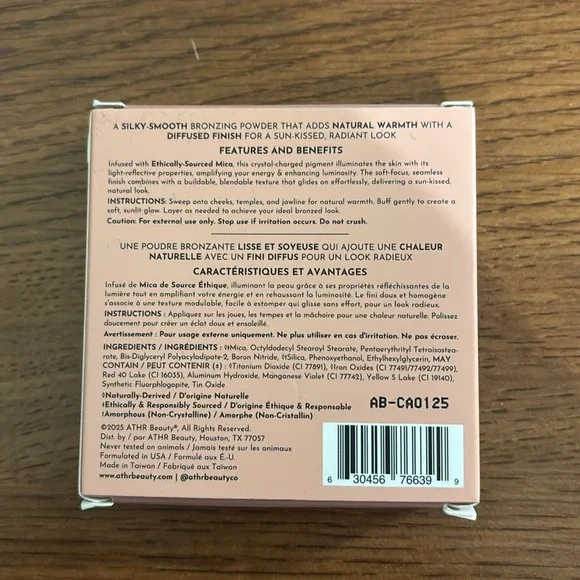 A SILKY-SMOOTH BRONZING POWDER THAT ADDS NATURAL WARMTH WITH A
DIFFUSED FINISH FOR A SUN-KISSED, RADIANT LOOK
FEATURES AND BENEFITS
Infused with Ethically-Sourced Mica, this crystal-charged pigment illuminates the skin with its
light-reflective properties, amplifying your energy & enhancing luminosity. The soft-focus, seamless
finish combines with a buildable, blendable texture that glides on effortlessly, delivering a sun-kissed,
natural look.
INSTRUCTIONS: Sweep onto cheeks, temples, and jawline for natural warmth. Buff gently to create a
soft, sunlit glow. Layer as needed to achieve your ideal bronzed look.
Caution: For external use only. Stop use if irritation occurs. Do not crush.
UNE POUDRE BRONZANTE LISSE ET SOYEUSE QUI AJOUTE UNE CHALEUR
NATURELLE AVEC UN FINI DIFFUS POUR UN LOOK RADIEUX
CARACTÉRISTIQUES ET AVANTAGES
Infusé de Mica de Source Éthique, illuminant la peau grâce à ses propriétés réfléchissantes de la
lumière tout en amplifiant votre énergie et en rehaussant la luminosité. Le fini doux et homogène
s'associe à une texture modulable, facile à estomper qui glisse sans effort, pour un look radieux.
INSTRUCTIONS : Appliquez sur les joues, les tempes et la mâchoire pour une chaleur naturelle. Polissez
doucement pour créer un éclat doux et ensoleillé.
Avertissement : Pour usage externe uniquement. Ne plus utiliser en cas d'irritation. Ne pas écraser.
INGREDIENTS / INGRÉDIENTS : ◊‡Mica, Octyldodecyl Stearoyl Stearate, Pentaerythrityl Tetraisostea-
rate, Bis-Diglyceryl Polyacyladipate-2, Boron Nitride, ‡†Silica, Phenoxyethanol, Ethylhexylglycerin, MAY
CONTAIN / PEUT CONTENIR (±) : ◊Titanium Dioxide (CI 77891), ◊‡Iron Oxides (CI 77491/77492/77499),
Red 40 Lake (CI 16035), Aluminum Hydroxide, Manganese Violet (CI 77742), Yellow 5 Lake (CI 19140),
Synthetic Fluorphlogopite, Tin Oxide
◊Naturally-Derived / D'origine Naturelle
‡Ethically & Responsibly Sourced / D'origine Éthique & Responsable
†Amorphous (Non-Crystalline) / Amorphe (Non-Cristallin)
AB-CA0125
©2025 ATHR Beauty®, All Rights Reserved.
Dist. by / par ATHR Beauty, Houston, TX 77057
Never tested on animals / Jamais testé sur les animaux
Formulated in USA / Formulé aux É.-U.
Made in Taiwan / Fabriqué aux Taïwan
www.athrbeauty.com | @athrbeautyco
6 30456 76639 9